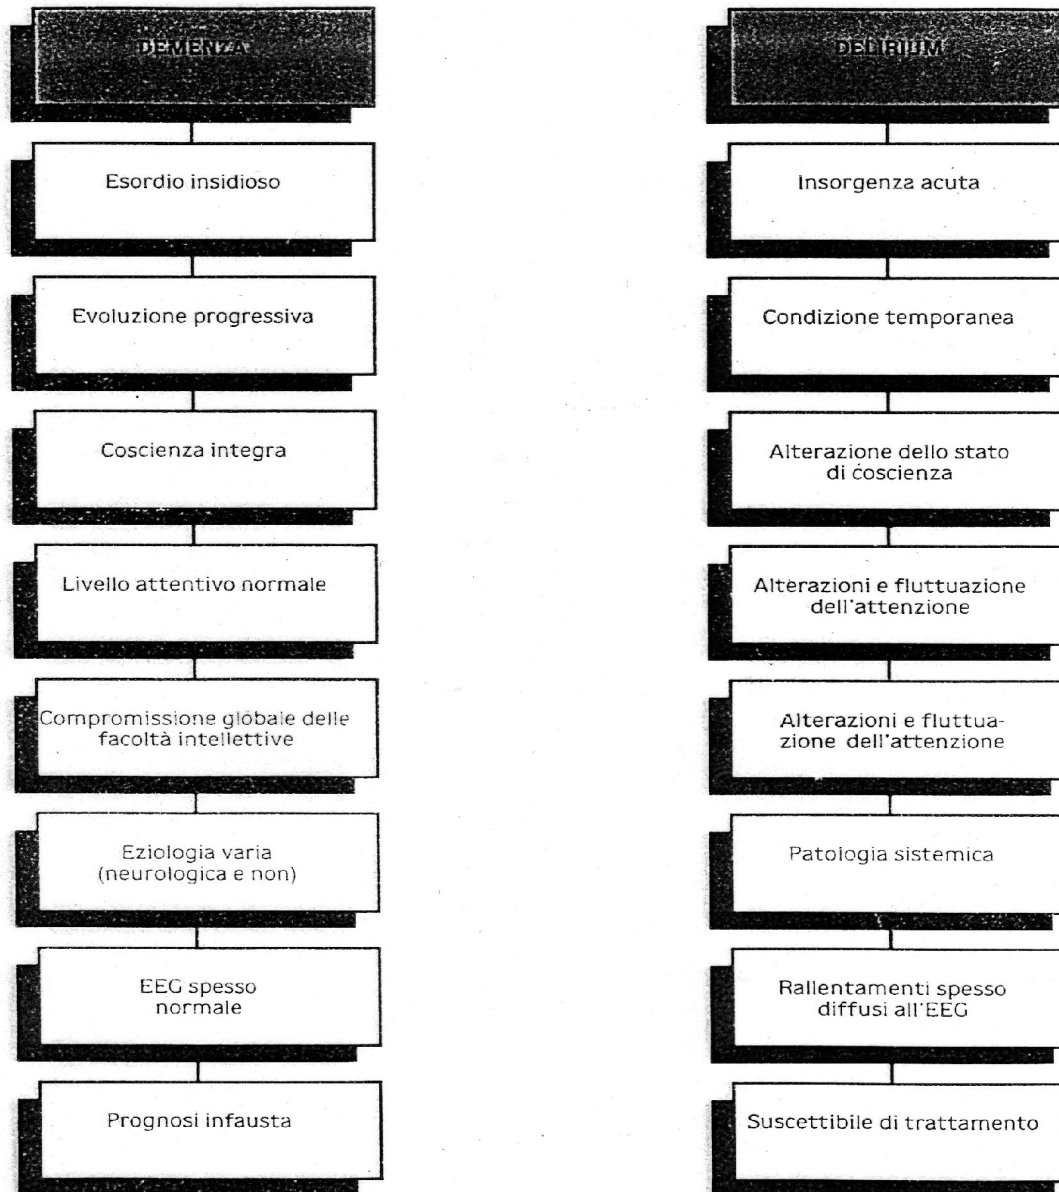 DEMENZA
Esordio insidioso
Evoluzione progressiva
Coscienza integra
Livello attentivo normale
Compromissione globale delle
facoltà intellettive
Eziologia varia
(neurologica e non)
EEG spesso
normale
Prognosi infausta
DELIRIUM
Insorgenza acuta
Condizione temporanea
Alterazione dello stato
di coscienza
Alterazioni e fluttuazione
dell'attenzione
Alterazioni e fluttua-
zione dell'attenzione
Patologia sistemica
Rallentamenti spesso
diffusi all'EEG
Suscettibile di trattamento